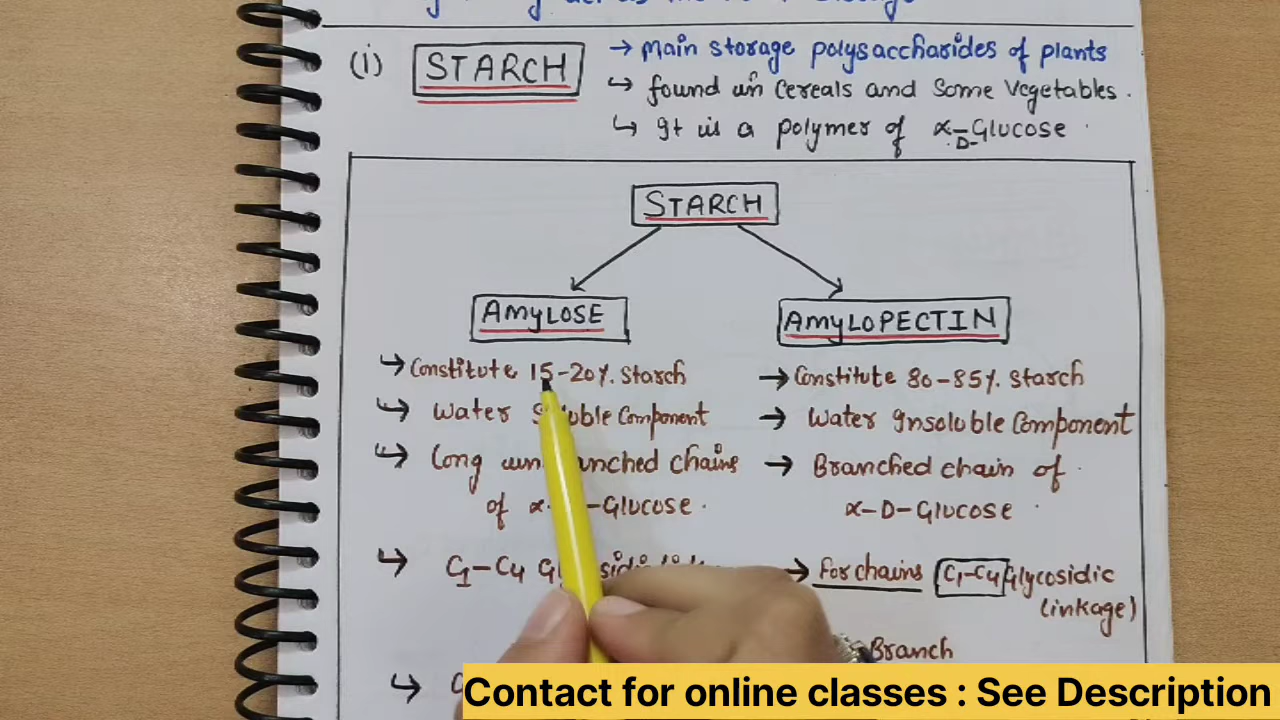 (i) STARCH → Main storage polysaccharides of plants
↳ found in Cereals and Some Vegetables.
↳ It is a polymer of α-D-Glucose
STARCH
AMYLOSE
↳ Constitute 15-20% starch
↳ Water Soluble Component
↳ Long chains
of -Glucose.
↳ C1-C4
↳
AMYLOPECTIN
→ Constitute 80-85% starch
→ Water Insoluble Component
→ Branched chain of
α-D-Glucose
→ For chains C1-C4 Glycosidic
linkage)
Branch
Contact for online classes : See Description